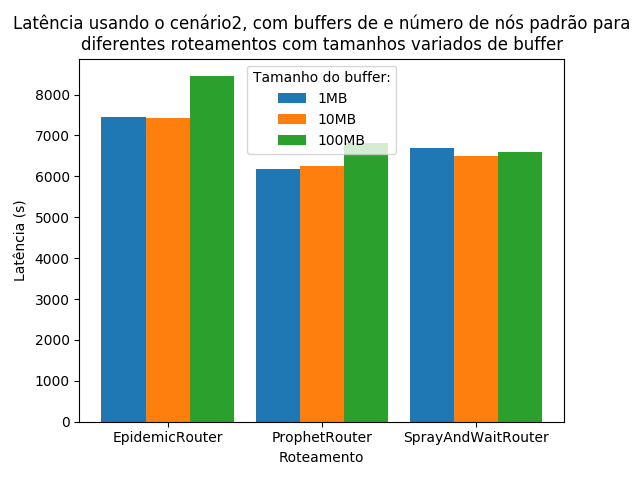 Latência usando o cenário2, com buffers de e número de nós padrão para
diferentes roteamentos com tamanhos variados de buffer
Tamanho do buffer:
1MB
10MB
100MB
Latência (s)
8000
7000
6000
5000
4000
3000
2000
1000
0
EpidemicRouter
ProphetRouter
SprayAndWaitRouter
Roteamento